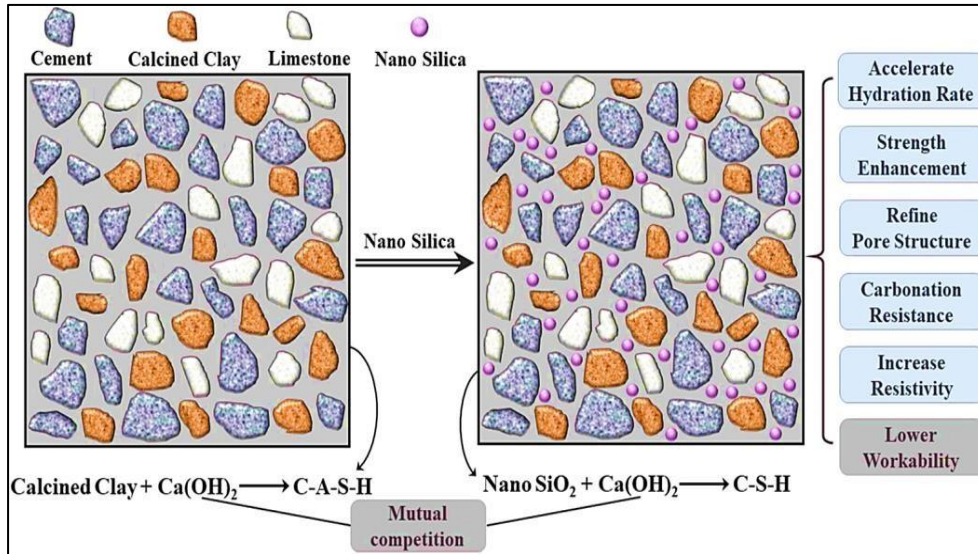 Cement Calcined Clay Limestone Nano Silica
Nano Silica
Accelerate
Hydration Rate
Strength
Enhancement
Refine
Pore Structure
Carbonation
Resistance
Increase
Resistivity
Lower
Workability
Calcined Clay + Ca(OH)₂ ⟶ C-A-S-H
Nano SiO₂ + Ca(OH)₂ ⟶ C-S-H
Mutual
competition